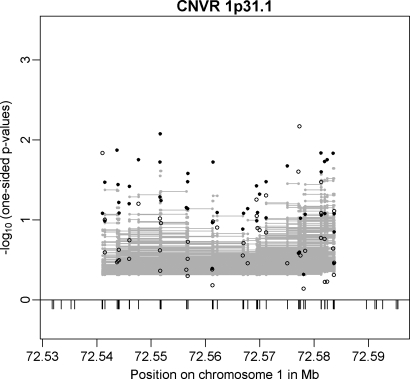 CNVR 1p31.1
-log10 (one-sided p-values)
3
2
1
0
72.53 72.54 72.55 72.56 72.57 72.58 72.59
Position on chromosome 1 in Mb